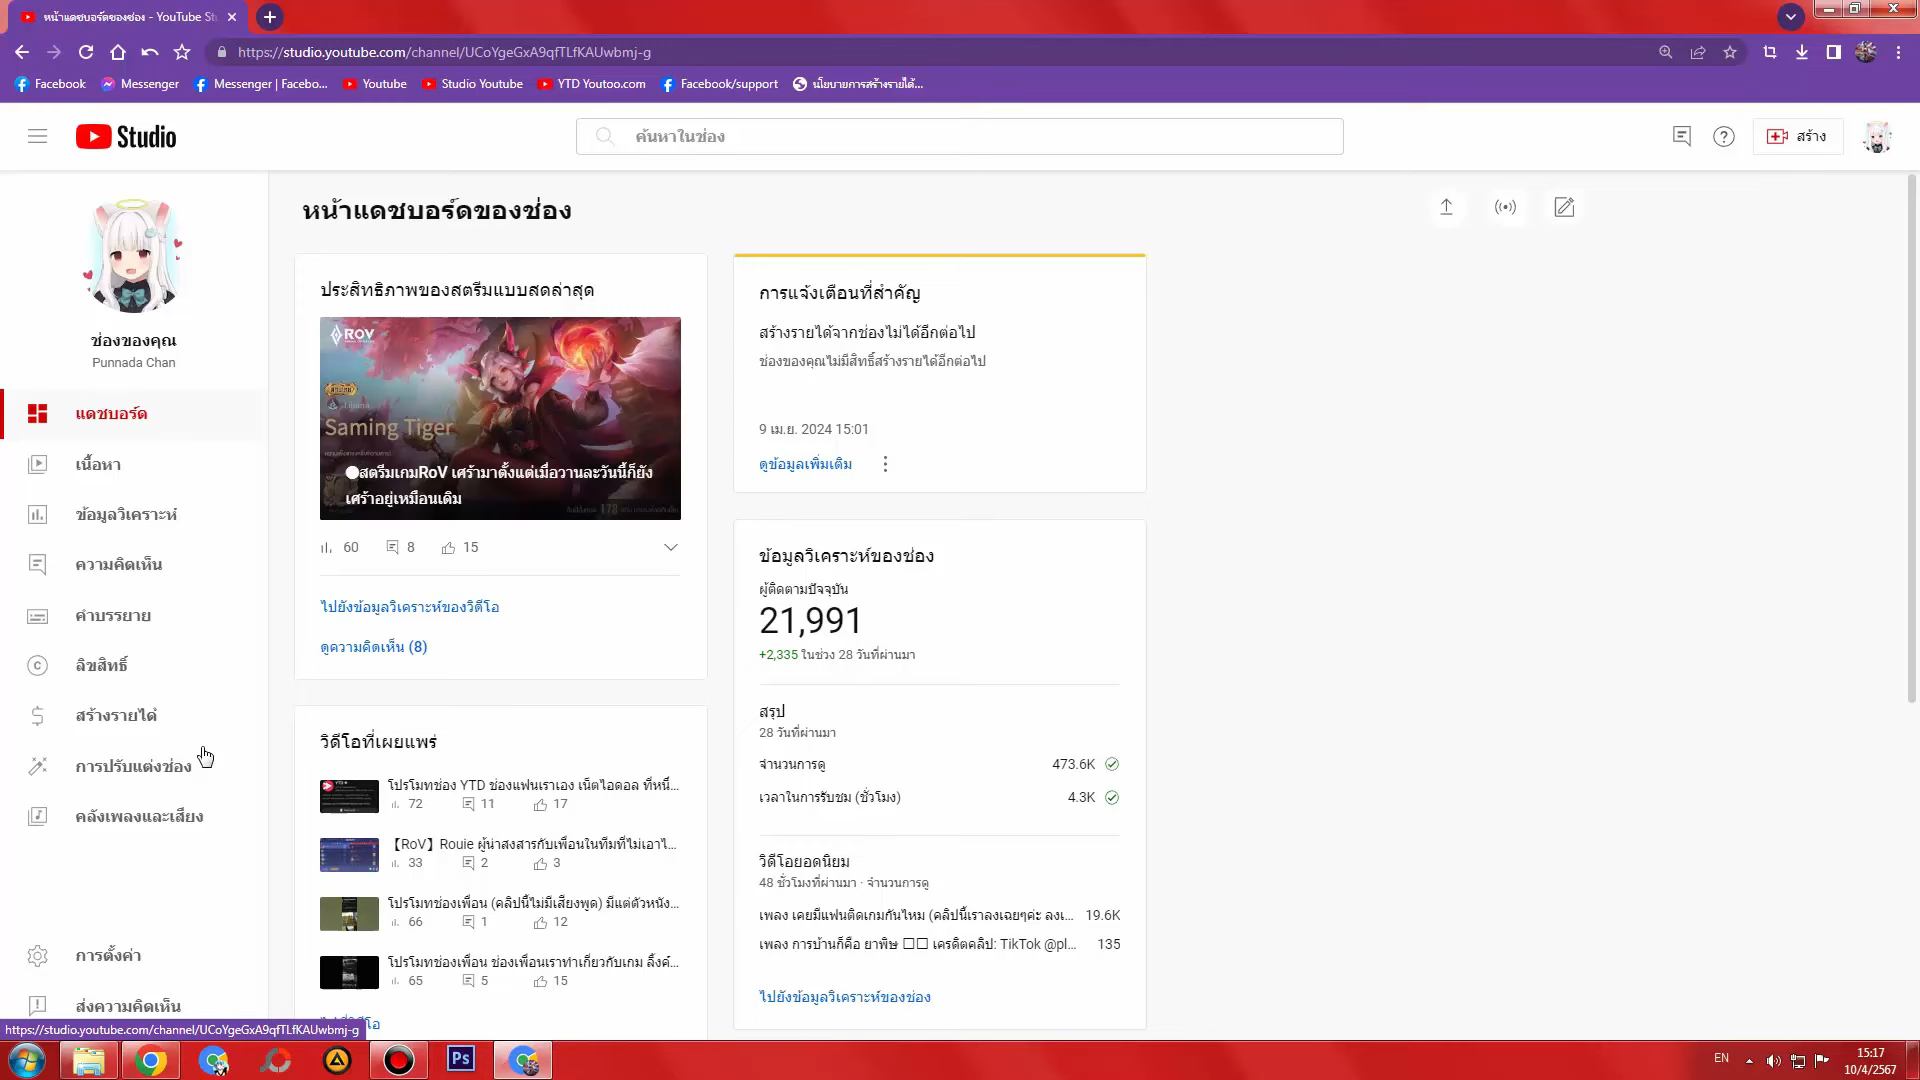 หน้าแดชบอร์ดของช่อง - YouTube St
https://studio.youtube.com/channel/UCoYgeGxA9qfTLfKAUwbmj-g
Facebook
Messenger
Messenger | Facebo...
Youtube
Studio Youtube
YTD Youtoo.com
Facebook/support
นโยบายการสร้างรายได้...
Studio
ค้นหาในช่อง
สร้าง
ช่องของคุณ
Punnada Chan
แดชบอร์ด
เนื้อหา
ข้อมูลวิเคราะห์
ความคิดเห็น
คำบรรยาย
ลิขสิทธิ์
สร้างรายได้
การปรับแต่งช่อง
คลังเพลงและเสียง
การตั้งค่า
ส่งความคิดเห็น
https://studio.youtube.com/channel/UCoYgeGxA9qfTLfKAUwbmj-g
หน้าแดชบอร์ดของช่อง
ประสิทธิภาพของสตรีมแบบสดล่าสุด
ROV
Saming Tiger
สตรีมเกมRoV เศร้ามาตั้งแต่เมื่อวานละวันนี้ก็ยัง
เศร้าอยู่เหมือนเดิม
60 8 15
ไปยังข้อมูลวิเคราะห์ของวิดีโอ
ดูความคิดเห็น (8)
วิดีโอที่เผยแพร่
โปรโมทช่อง YTD ช่องแฟนเราเอง เน็ตไอดอล ที่หนึ่...
72 11 17
【RoV】Rouie ผู้น่าสงสารกับเพื่อนในทีมที่ไม่เอาไ...
33 2 3
โปรโมทช่องเพื่อน (คลิปนี้ไม่มีเสียงพูด) มีแต่ตัวหนัง...
66 1 12
โปรโมทช่องเพื่อน ช่องเพื่อนเราทำเกี่ยวกับเกม ลิ้งค์...
65 5 15
การแจ้งเตือนที่สำคัญ
สร้างรายได้จากช่องไม่ได้อีกต่อไป
ช่องของคุณไม่มีสิทธิ์สร้างรายได้อีกต่อไป
9 เม.ย. 2024 15:01
ดูข้อมูลเพิ่มเติม
ข้อมูลวิเคราะห์ของช่อง
ผู้ติดตามปัจจุบัน
21,991
+2,335 ในช่วง 28 วันที่ผ่านมา
สรุป
28 วันที่ผ่านมา
จำนวนการดู 473.6K
เวลาในการรับชม (ชั่วโมง) 4.3K
วิดีโอยอดนิยม
48 ชั่วโมงที่ผ่านมา · จำนวนการดู
เพลง เคยมีแฟนติดเกมกันไหม (คลิปนี้เราลงเฉยๆค่ะ ลงเ... 19.6K
เพลง การบ้านก็คือ ยาพิษ □□ เครดิตคลิป: TikTok @pl... 135
ไปยังข้อมูลวิเคราะห์ของช่อง
Ps
EN
15:17
10/4/2567